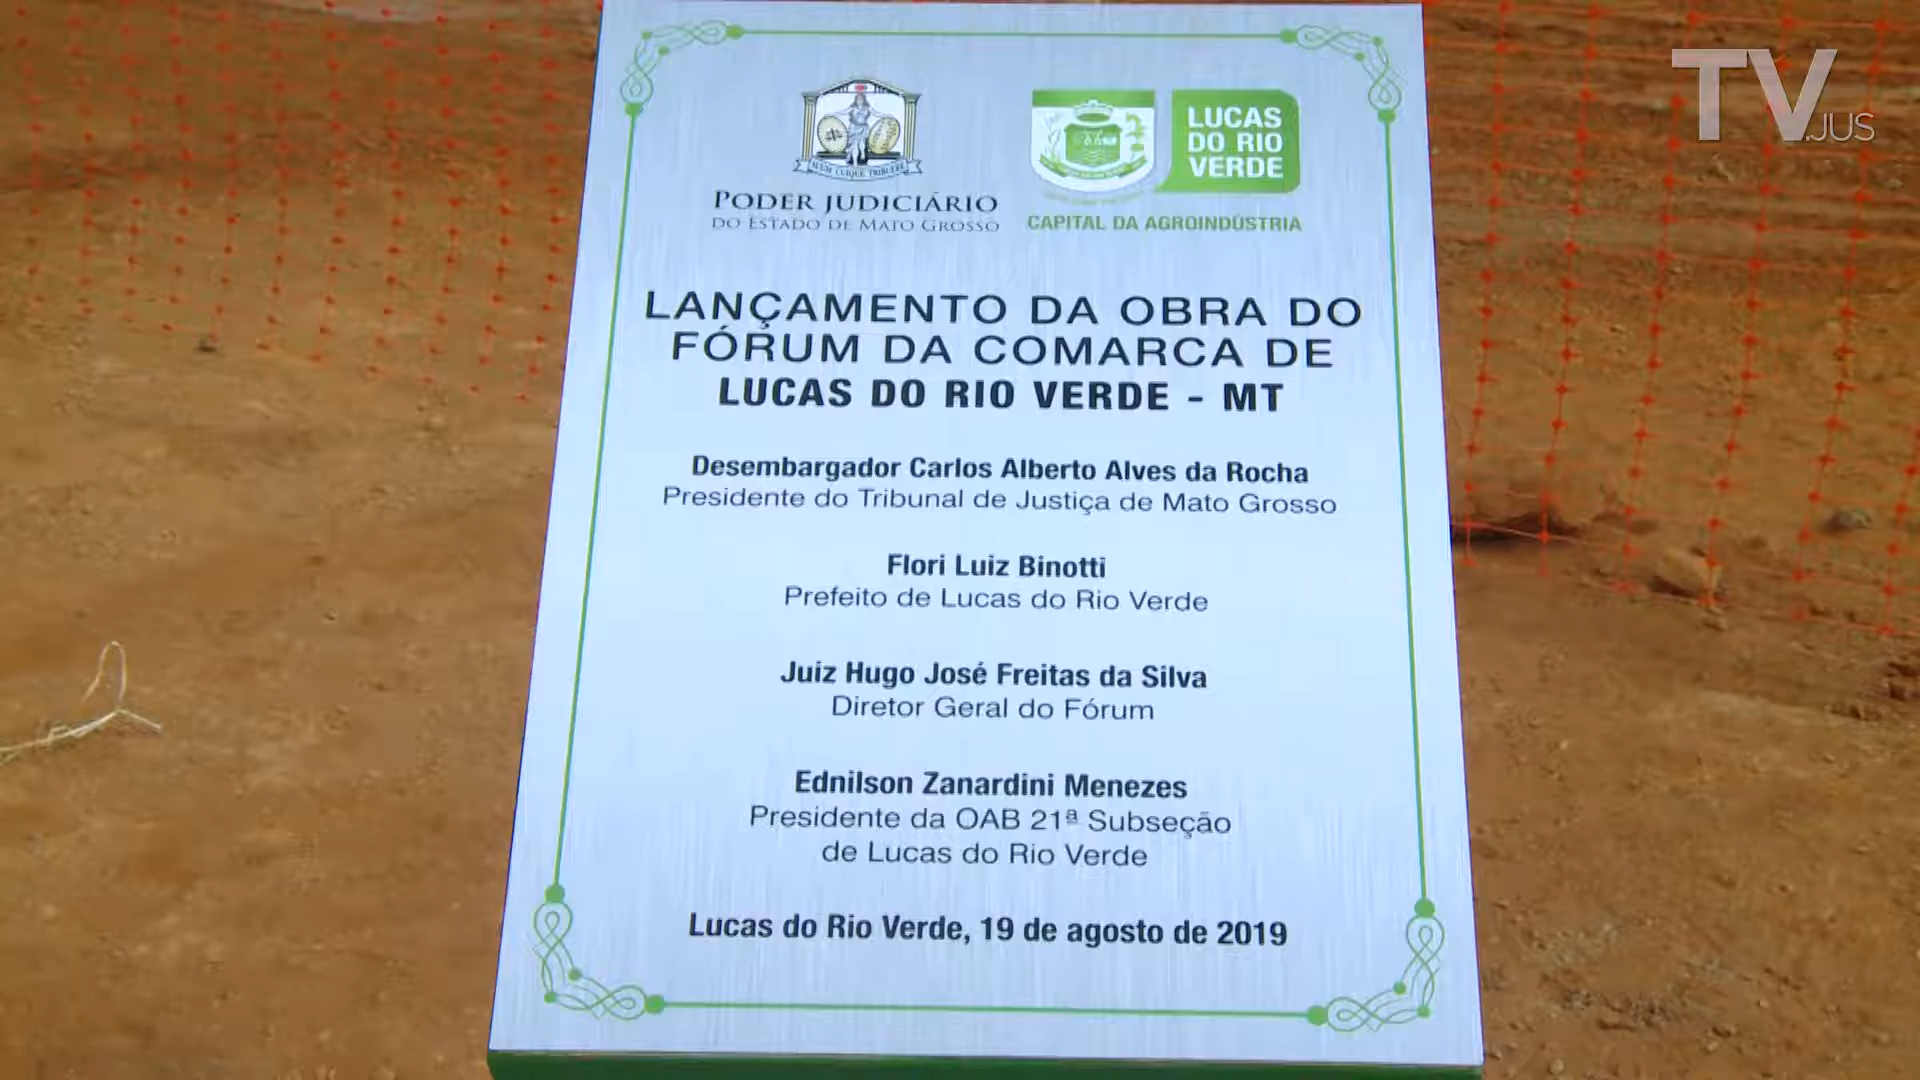 TV.JUS
SUUM CUIQUE TRIBUERE
PODER JUDICIÁRIO
DO ESTADO DE MATO GROSSO
LUCAS
DO RIO
VERDE
CAPITAL DA AGROINDÚSTRIA
LANÇAMENTO DA OBRA DO
FÓRUM DA COMARCA DE
LUCAS DO RIO VERDE - MT
Desembargador Carlos Alberto Alves da Rocha
Presidente do Tribunal de Justiça de Mato Grosso
Flori Luiz Binotti
Prefeito de Lucas do Rio Verde
Juiz Hugo José Freitas da Silva
Diretor Geral do Fórum
Ednilson Zanardini Menezes
Presidente da OAB 21ª Subseção
de Lucas do Rio Verde
Lucas do Rio Verde, 19 de agosto de 2019